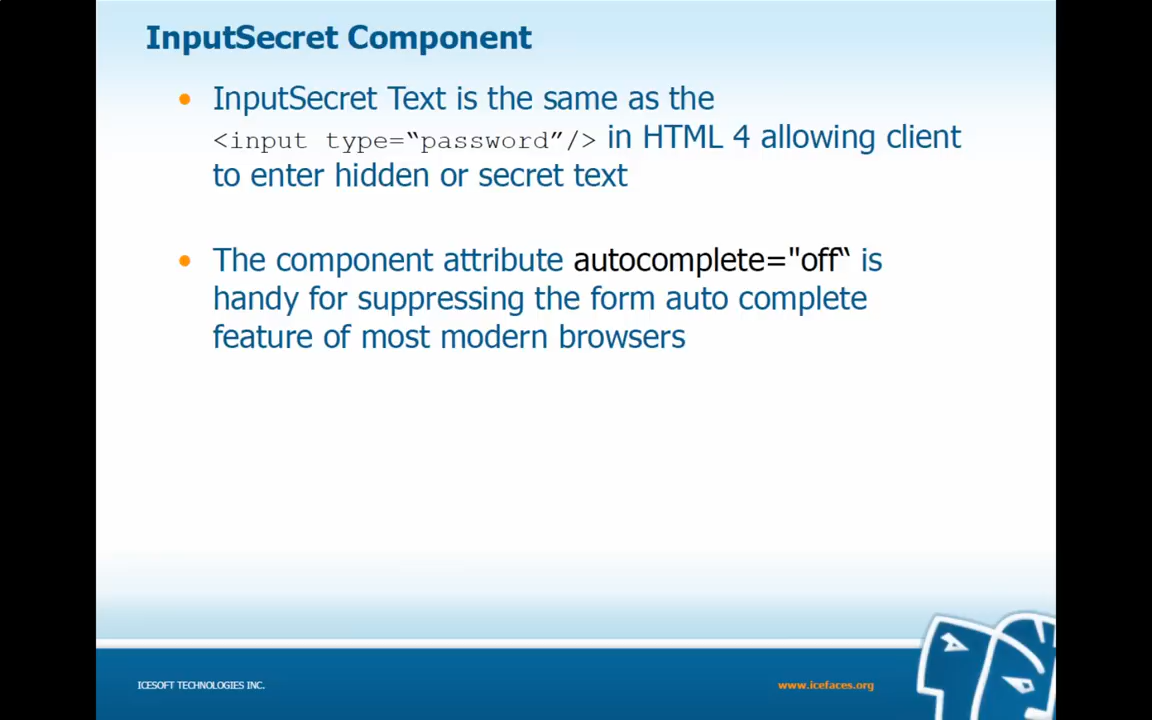 InputSecret Component
InputSecret Text is the same as the
<input type=“password”/> in HTML 4 allowing client
to enter hidden or secret text
The component attribute autocomplete="off“ is
handy for suppressing the form auto complete
feature of most modern browsers
ICESOFT TECHNOLOGIES INC.
www.icefaces.org